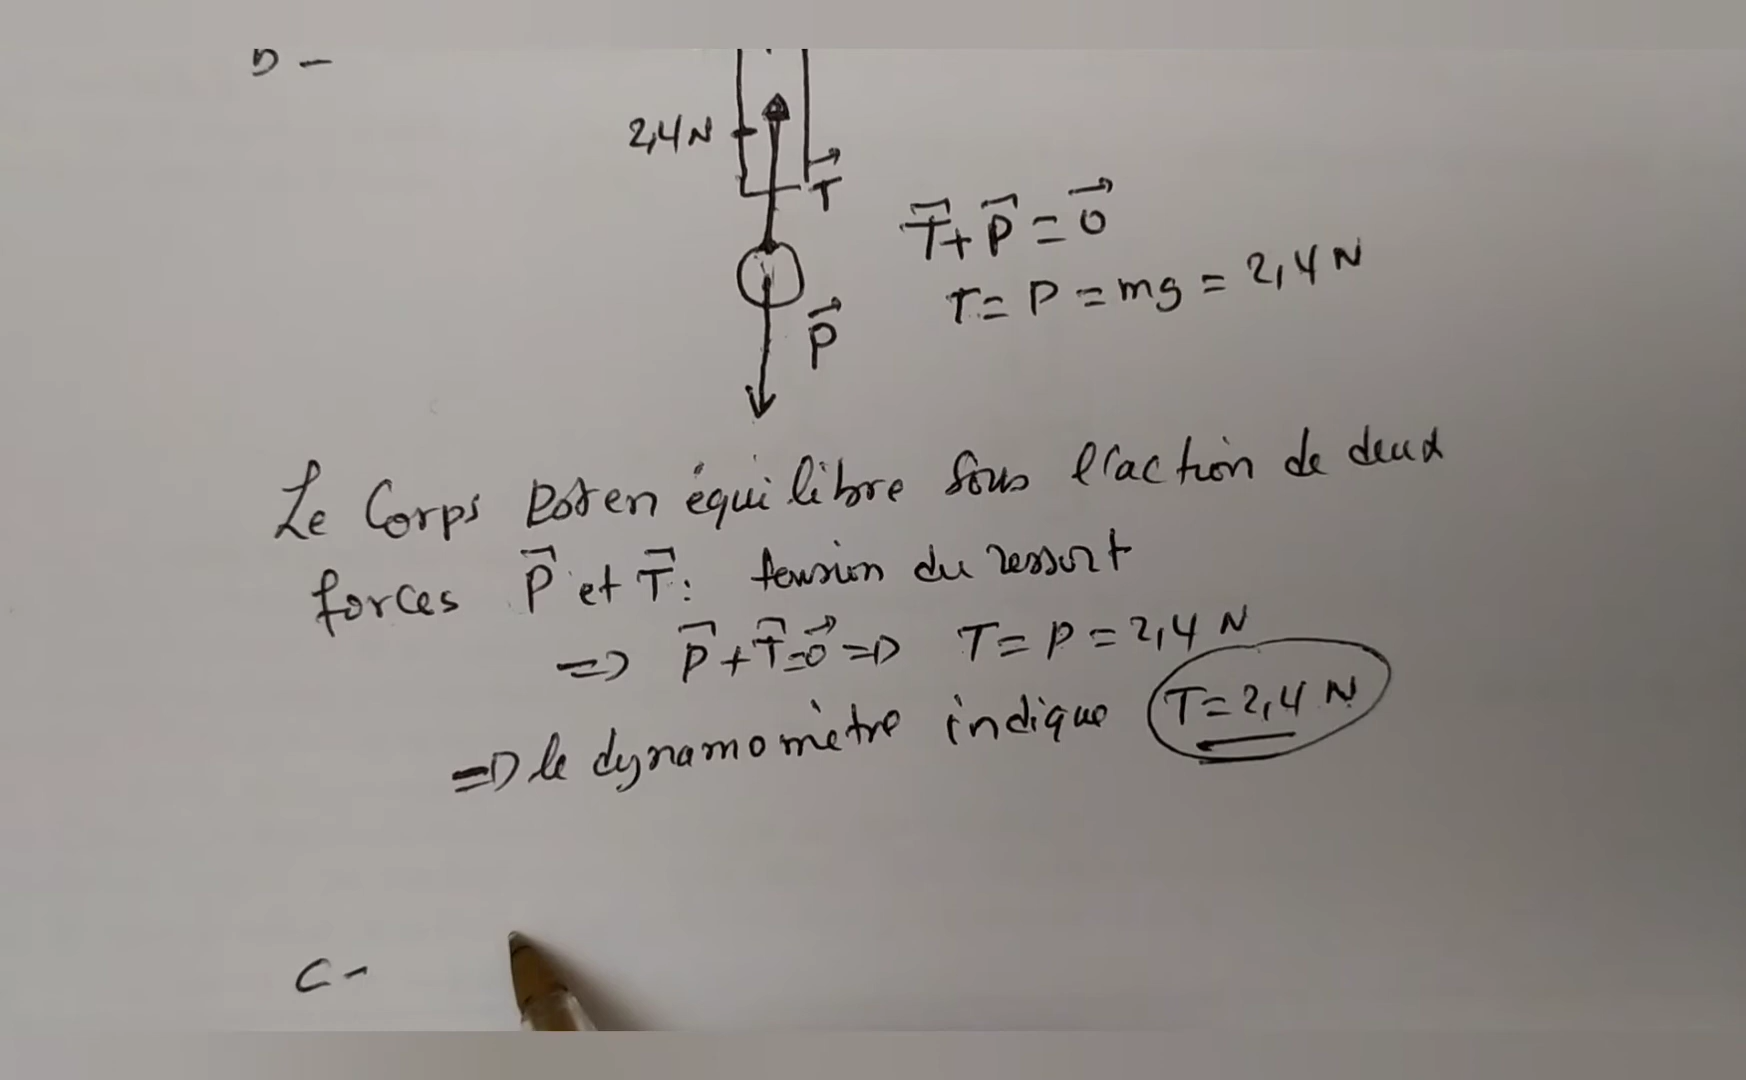 b -
2,4 N
T⃗
T⃗ + P⃗ = 0⃗
T = P = mg = 2,4 N
P⃗
Le Corps Est en équilibre sous l'action de deux
forces P⃗ et T⃗ : tension du ressort
=> P⃗ + T⃗ = 0⃗ => T = P = 2,4 N
=> le dynamomètre indique T = 2,4 N
C -